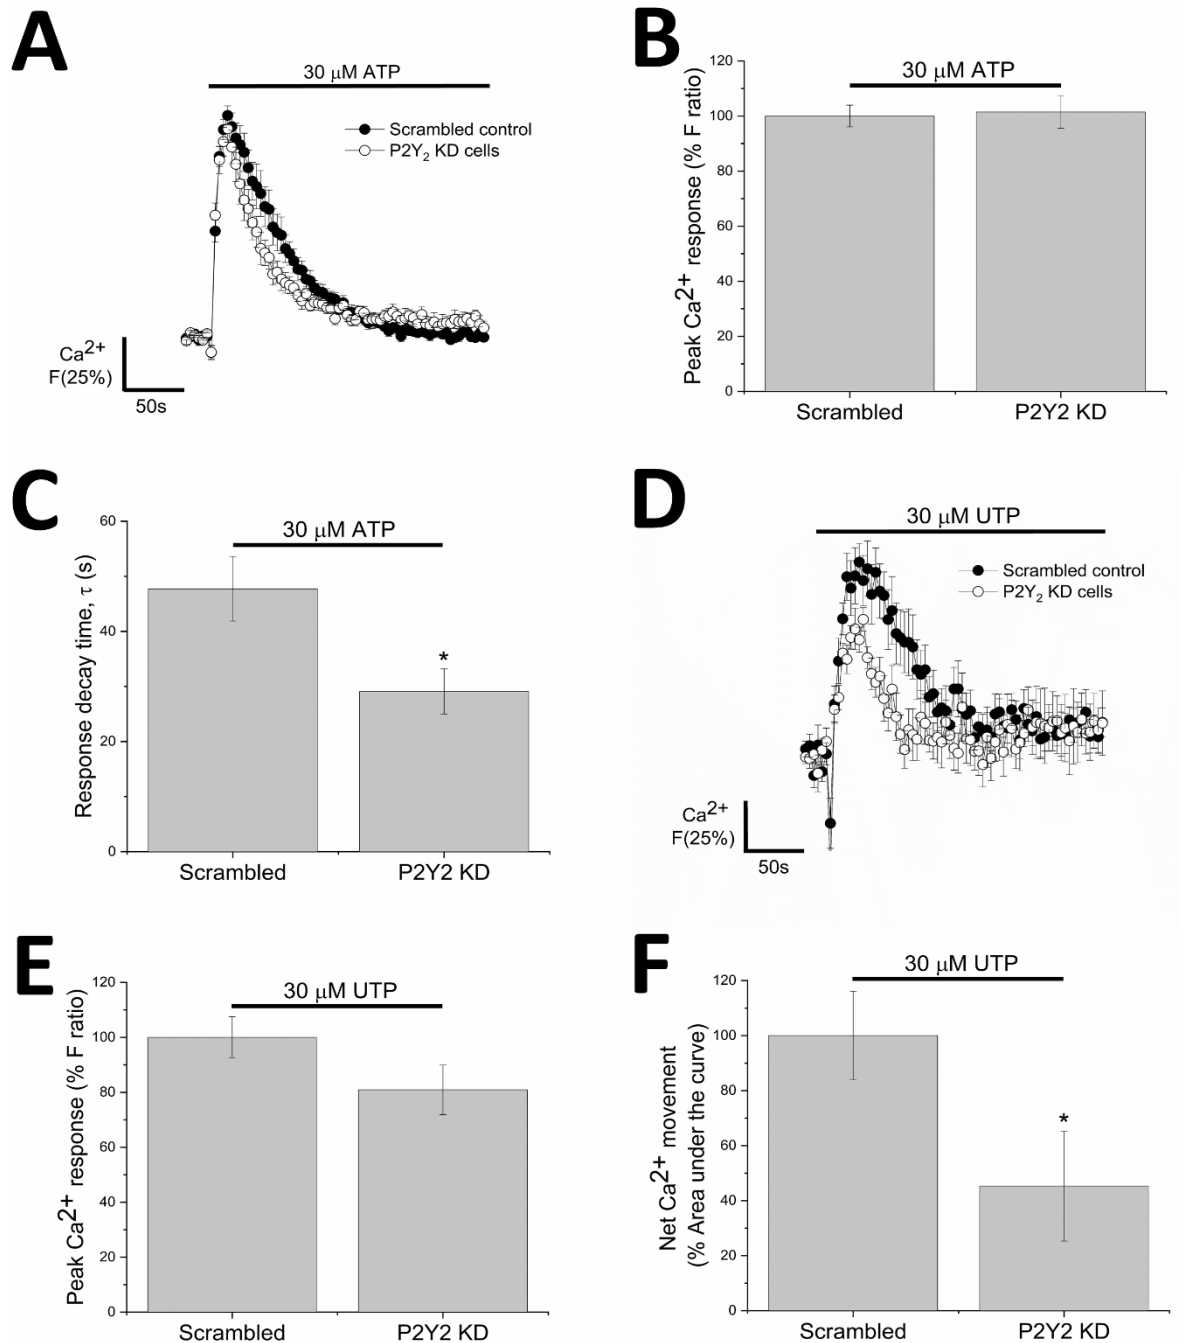 A
30 μM ATP
Scrambled control
P2Y₂ KD cells
Ca²⁺
F(25%)
50s
B
30 μM ATP
Peak Ca²⁺ response (% F ratio)
120
100
80
60
40
20
0
Scrambled
P2Y2 KD
C
30 μM ATP
Response decay time, τ (s)
60
40
20
0
*
Scrambled
P2Y2 KD
D
30 μM UTP
Scrambled control
P2Y₂ KD cells
Ca²⁺
F(25%)
50s
E
30 μM UTP
Peak Ca²⁺ response (% F ratio)
120
100
80
60
40
20
0
Scrambled
P2Y2 KD
F
30 μM UTP
Net Ca²⁺ movement
(% Area under the curve)
120
100
80
60
40
20
0
*
Scrambled
P2Y2 KD